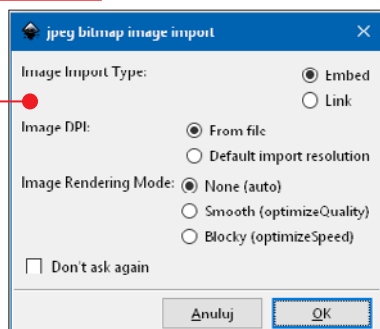 jpeg bitmap image import
Image Import Type:
Embed
Link
Image DPI:
From file
Default import resolution
Image Rendering Mode:
None (auto)
Smooth (optimizeQuality)
Blocky (optimizeSpeed)
Don't ask again
Anuluj
OK